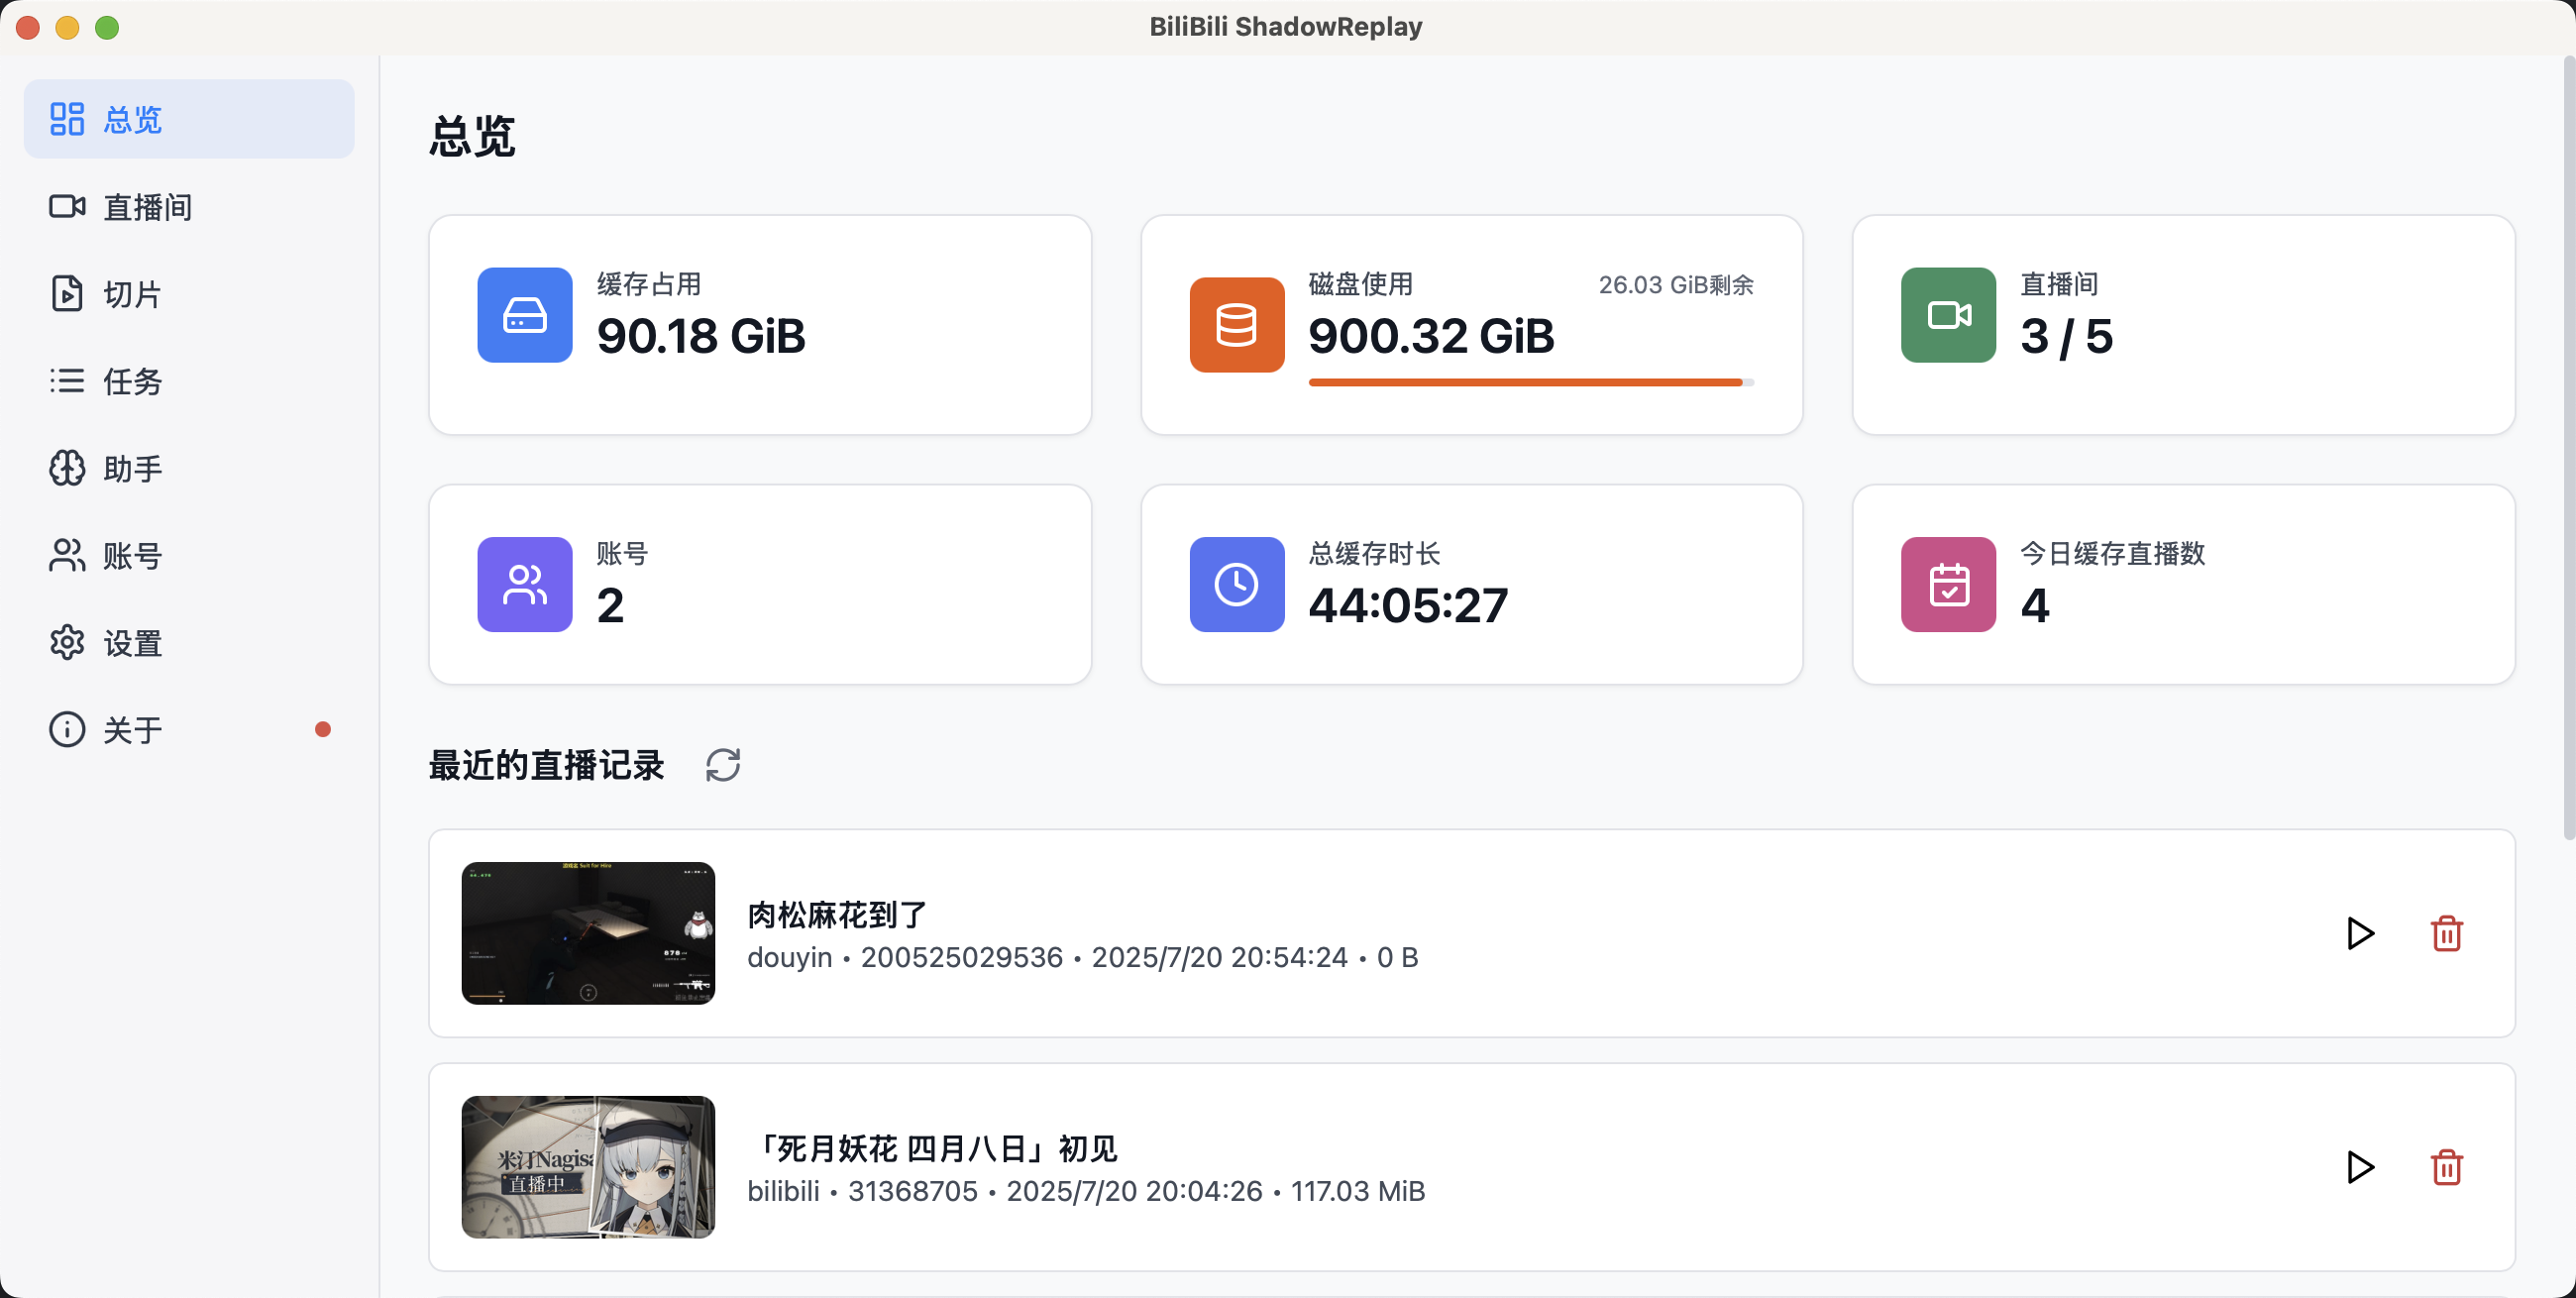 BiliBili ShadowReplay
总览
直播间
切片
任务
助手
账号
设置
关于
总览
缓存占用
90.18 GiB
磁盘使用
26.03 GiB剩余
900.32 GiB
直播间
3 / 5
账号
2
总缓存时长
44:05:27
今日缓存直播数
4
最近的直播记录
肉松麻花到了
douyin • 200525029536 • 2025/7/20 20:54:24 • 0 B
米汀Nagisa
直播中
「死月妖花 四月八日」初见
bilibili • 31368705 • 2025/7/20 20:04:26 • 117.03 MiB